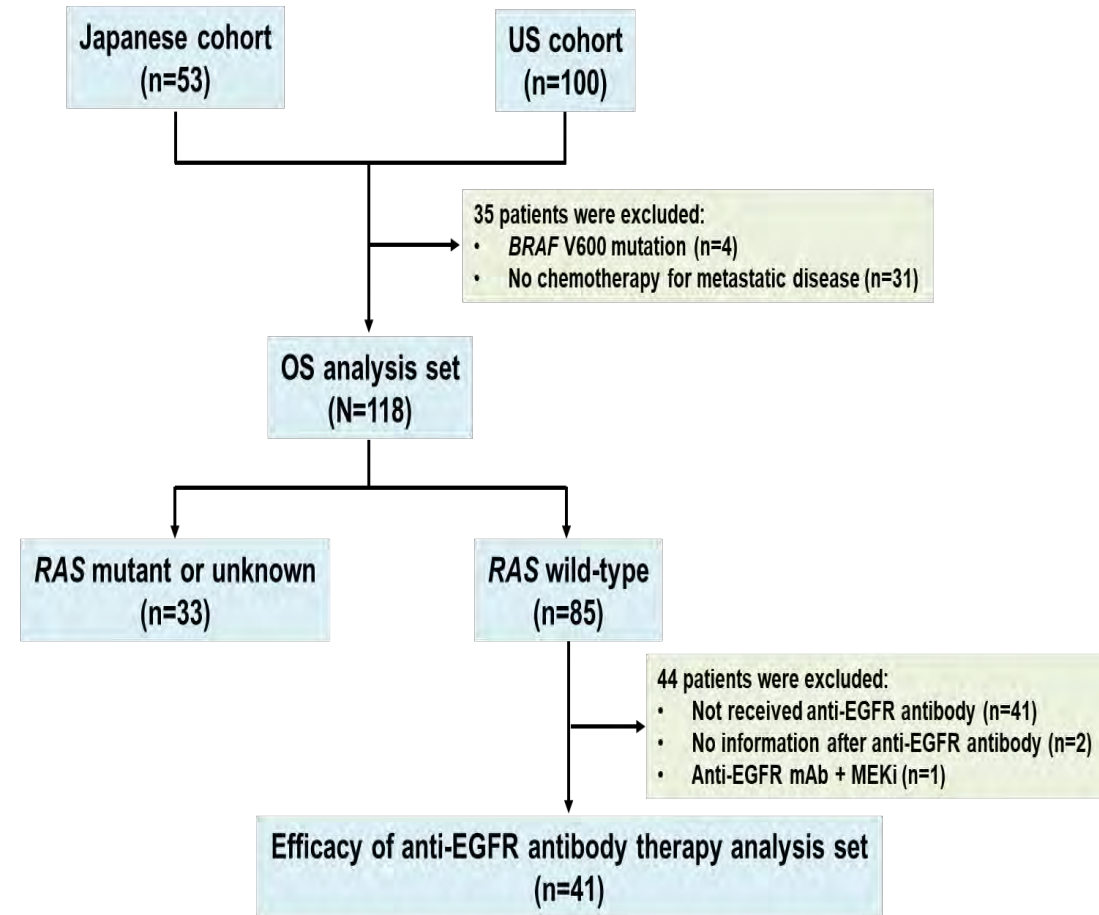 Japanese cohort
(n=53)
US cohort
(n=100)
35 patients were excluded:
• BRAF V600 mutation (n=4)
• No chemotherapy for metastatic disease (n=31)
OS analysis set
(N=118)
RAS mutant or unknown
(n=33)
RAS wild-type
(n=85)
44 patients were excluded:
• Not received anti-EGFR antibody (n=41)
• No information after anti-EGFR antibody (n=2)
• Anti-EGFR mAb + MEKi (n=1)
Efficacy of anti-EGFR antibody therapy analysis set
(n=41)